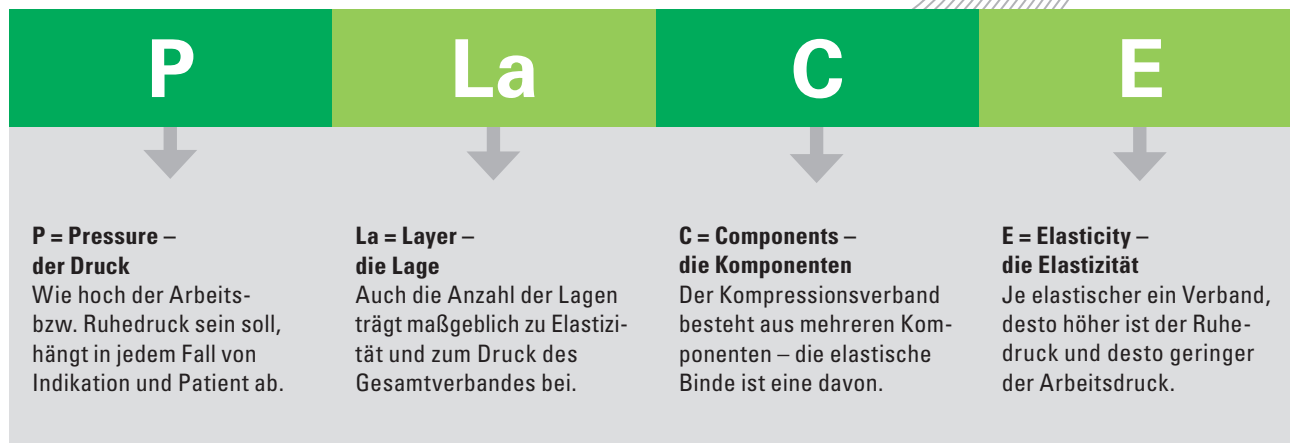 P
La
C
E
P = Pressure –
der Druck
Wie hoch der Arbeits-
bzw. Ruhedruck sein soll,
hängt in jedem Fall von
Indikation und Patient ab.
La = Layer –
die Lage
Auch die Anzahl der Lagen
trägt maßgeblich zu Elastizi-
tät und zum Druck des
Gesamtverbandes bei.
C = Components –
die Komponenten
Der Kompressionsverband
besteht aus mehreren Kom-
ponenten – die elastische
Binde ist eine davon.
E = Elasticity –
die Elastizität
Je elastischer ein Verband,
desto höher ist der Ruhe-
druck und desto geringer
der Arbeitsdruck.